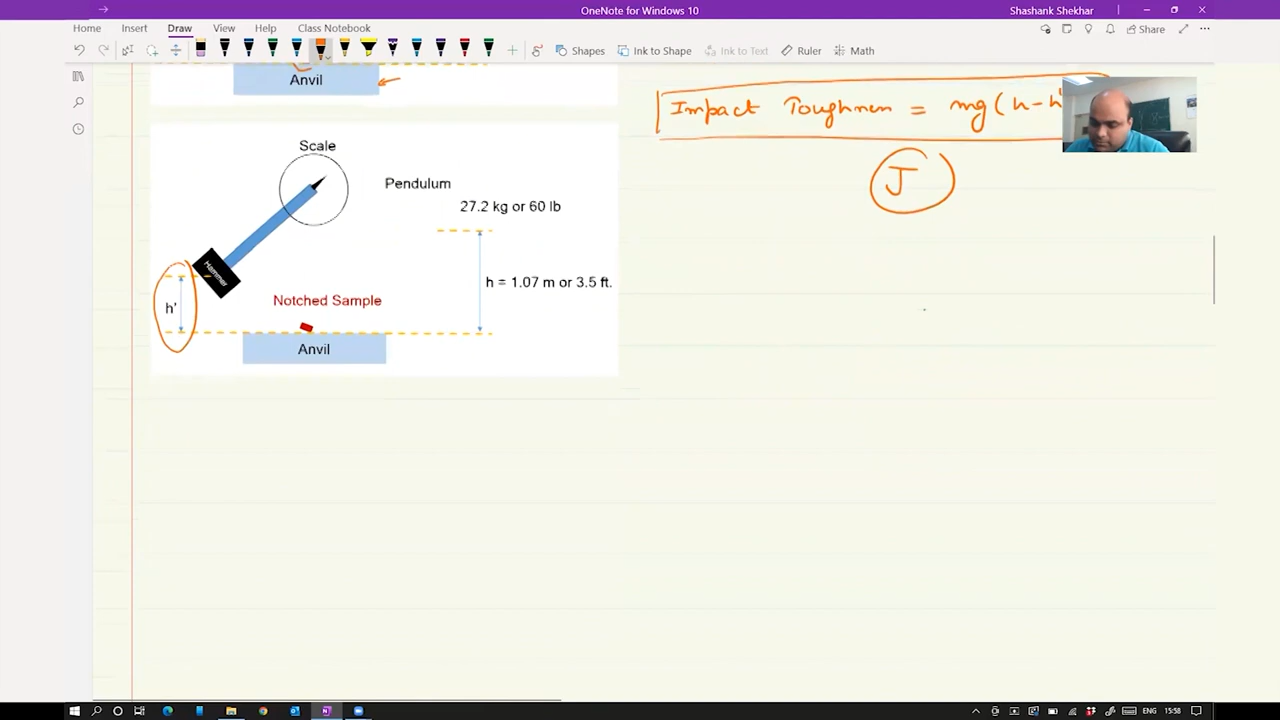 OneNote for Windows 10
Shashank Shekhar
Home Insert Draw View Help Class Notebook
Share
Shapes Ink to Shape Ink to Text Ruler Math
Anvil
Impact Toughness = mg(h-h'
J
Scale
Pendulum
27.2 kg or 60 lb
Hammer
h = 1.07 m or 3.5 ft.
h'
Notched Sample
Anvil
ENG 15:58